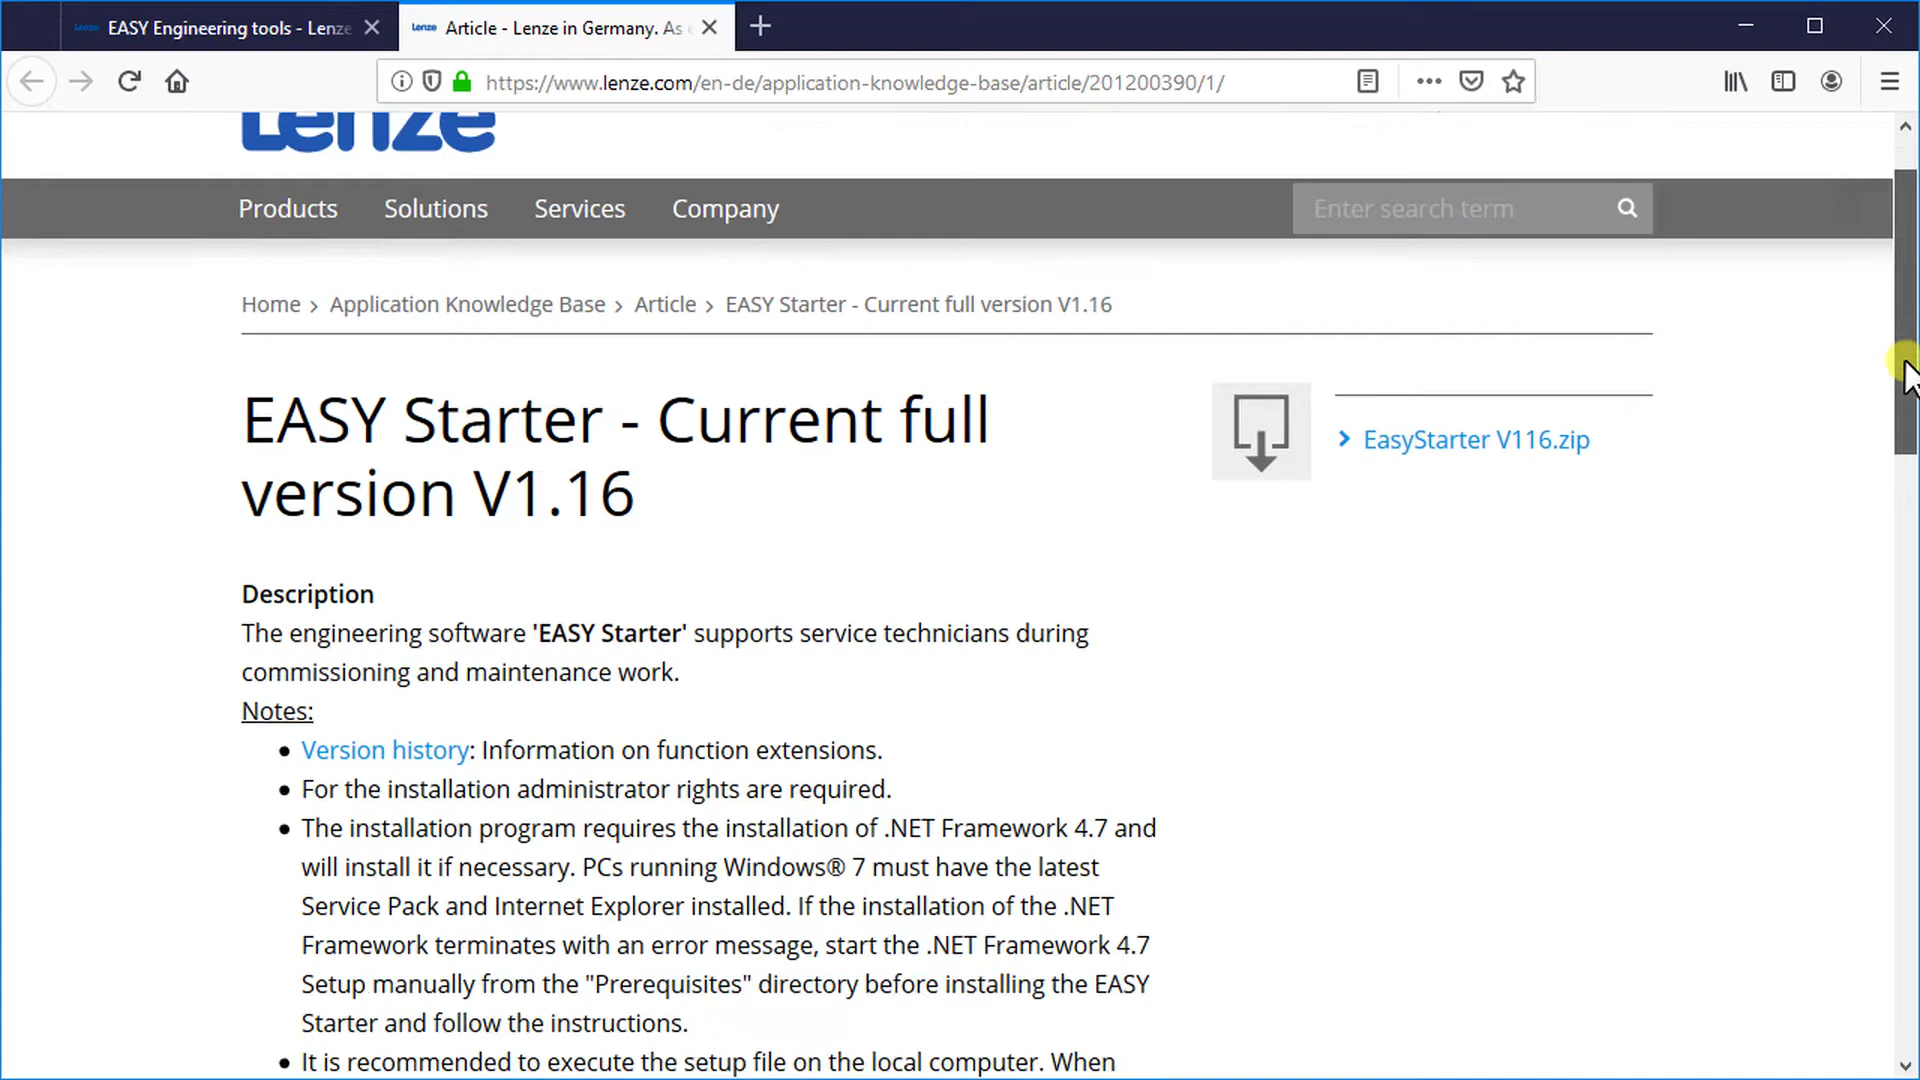 Lenze EASY Engineering tools - Lenze
Lenze Article - Lenze in Germany. As
https://www.lenze.com/en-de/application-knowledge-base/article/201200390/1/
Lenze
Products Solutions Services Company
Enter search term
Home > Application Knowledge Base > Article > EASY Starter - Current full version V1.16
EASY Starter - Current full
version V1.16
EasyStarter V116.zip
Description
The engineering software 'EASY Starter' supports service technicians during
commissioning and maintenance work.
Notes:
• Version history: Information on function extensions.
• For the installation administrator rights are required.
• The installation program requires the installation of .NET Framework 4.7 and
will install it if necessary. PCs running Windows® 7 must have the latest
Service Pack and Internet Explorer installed. If the installation of the .NET
Framework terminates with an error message, start the .NET Framework 4.7
Setup manually from the "Prerequisites" directory before installing the EASY
Starter and follow the instructions.
• It is recommended to execute the setup file on the local computer. When